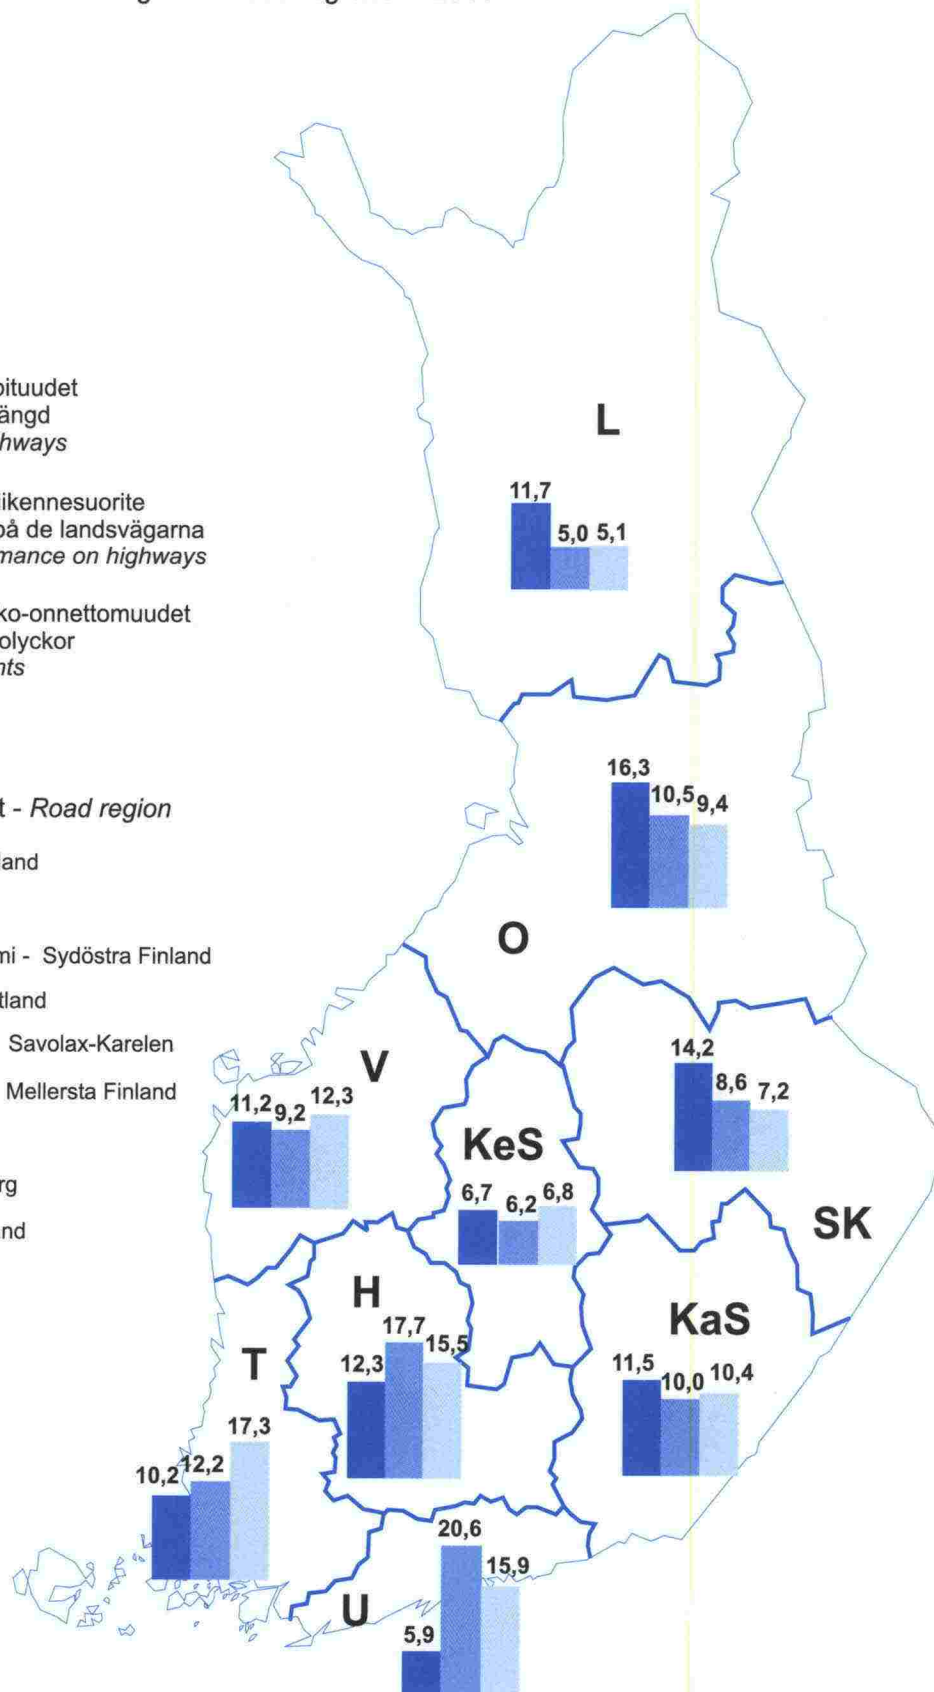 ängd
hways
ikennesuorite
på de landsvägarna
mance on highways
ko-onnettomuudet
olyckor
nts
t - Road region
land
mi - Sydöstra Finland
tland
Savolax-Karelen
Mellersta Finland
rg
and
L
11,7
5,0 5,1
16,3
10,5
9,4
O
V
11,2
9,2
12,3
14,2
8,6
7,2
SK
KeS
6,7
6,2
6,8
H
12,3
17,7
15,5
KaS
11,5
10,0
10,4
T
10,2
12,2
17,3
U
5,9
20,6
15,9